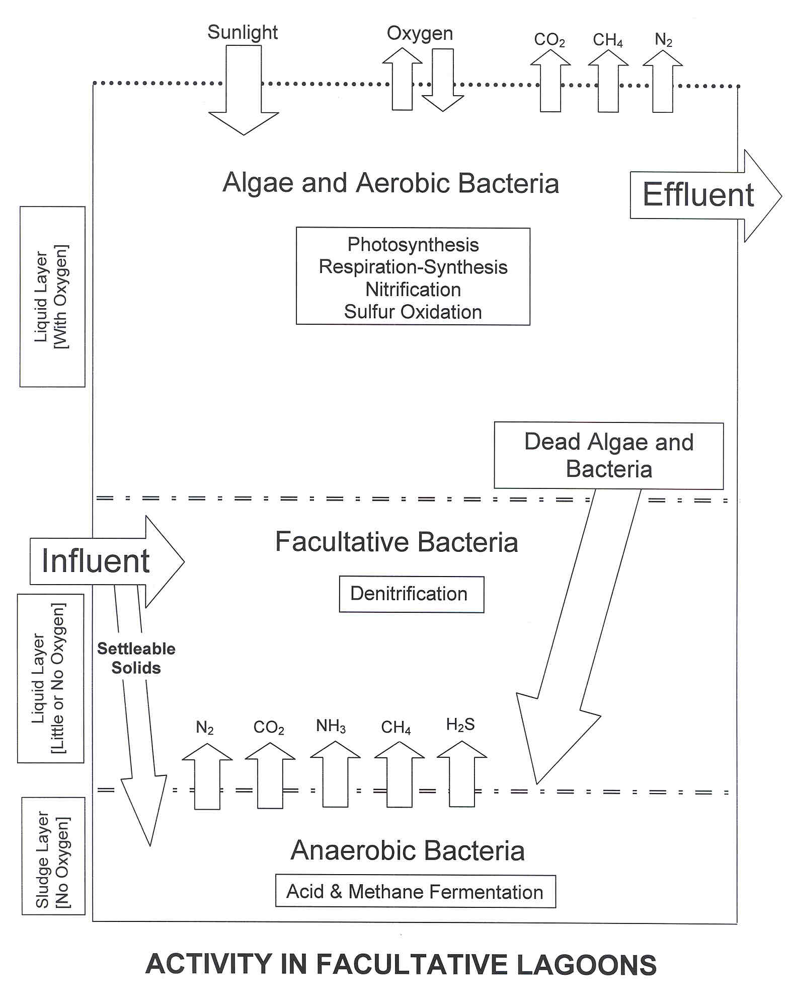 Sunlight
Oxygen
CO₂
CH₄
N₂
Algae and Aerobic Bacteria
Effluent
Photosynthesis
Respiration-Synthesis
Nitrification
Sulfur Oxidation
Liquid Layer
[With Oxygen]
Dead Algae and
Bacteria
Facultative Bacteria
Influent
Denitrification
Liquid Layer
[Little or No Oxygen]
Settleable
Solids
N₂
CO₂
NH₃
CH₄
H₂S
Sludge Layer
[No Oxygen]
Anaerobic Bacteria
Acid & Methane Fermentation
ACTIVITY IN FACULTATIVE LAGOONS